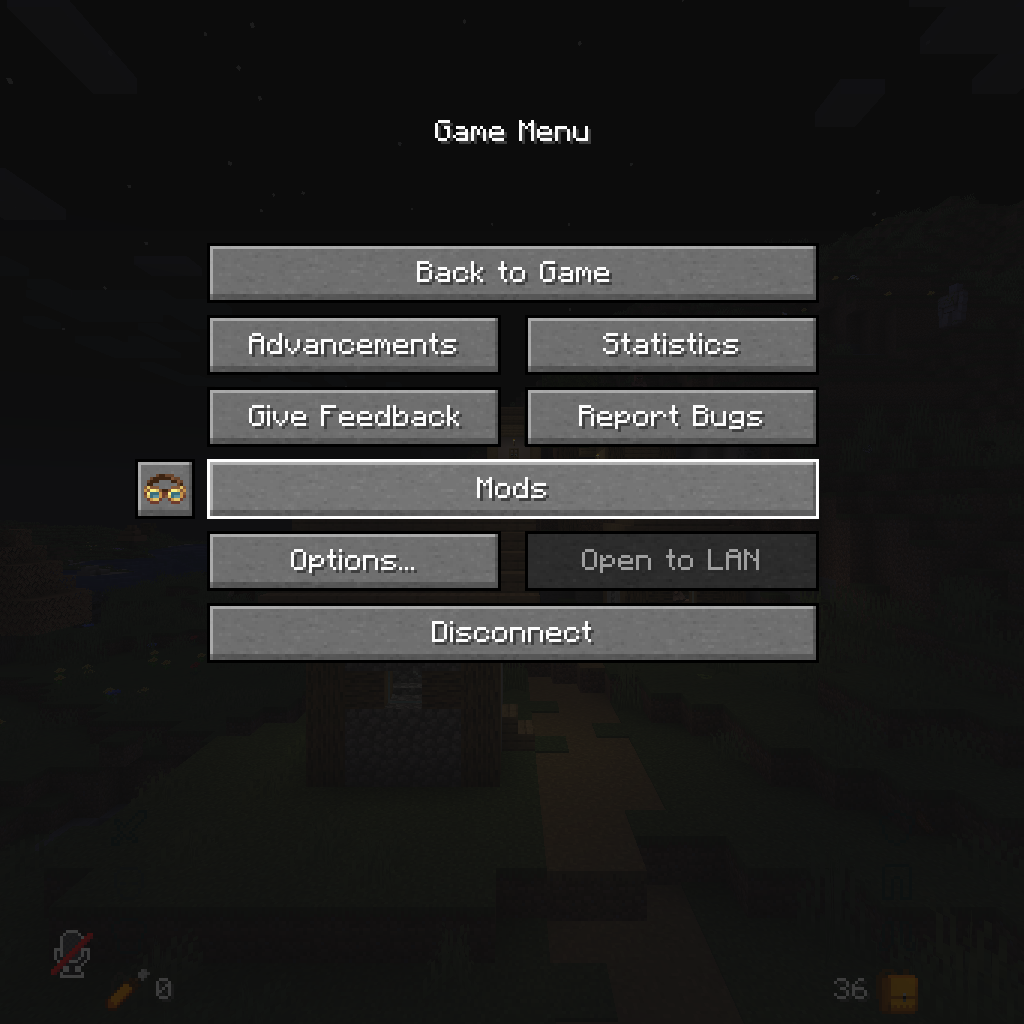 Game Menu
Back to Game
Advancements
Statistics
Give Feedback
Report Bugs
Mods
Options...
Open to LAN
Disconnect
0
36